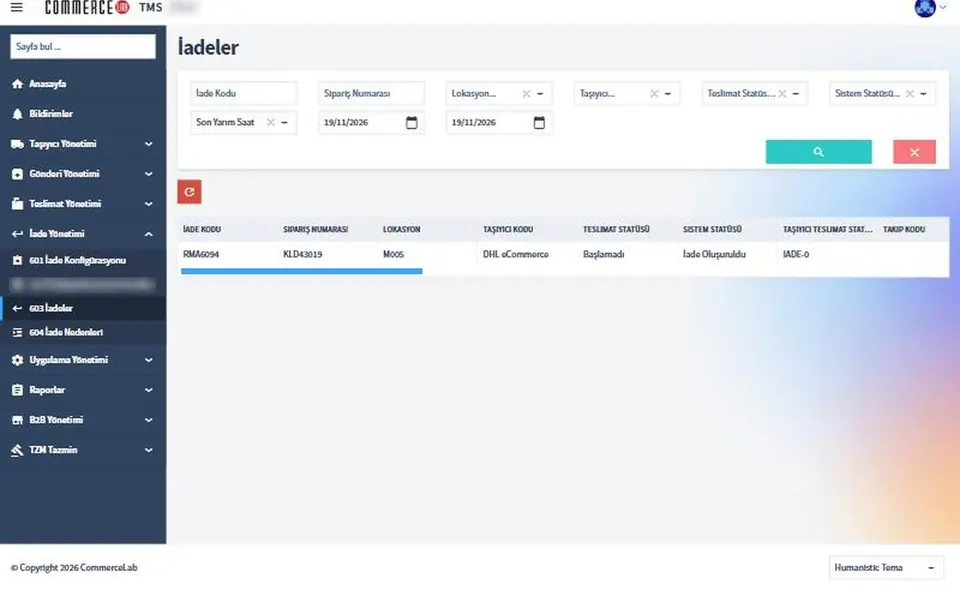 COMMERCE LAB TMS
Sayfa bul ...
Anasayfa
Bildirimler
Taşıyıcı Yönetimi
Gönderi Yönetimi
Teslimat Yönetimi
İade Yönetimi
601 İade Konfigürasyonu
603 İadeler
604 İade Nedenleri
Uygulama Yönetimi
Raporlar
B2B Yönetimi
TZM Tazmin
İadeler
İade Kodu Sipariş Numarası Lokasyon... Taşıyıcı... Teslimat Statüs... Sistem Statüsü...
Son Yarım Saat 19/11/2026 19/11/2026
İADE KODU SİPARİŞ NUMARASI LOKASYON TAŞIYICI KODU TESLİMAT STATÜSÜ SİSTEM STATÜSÜ TAŞIYICI TESLİMAT STAT... TAKİP KODU
RMA6094 KLD43019 M005 DHL eCommerce Başlamadı İade Oluşturuldu IADE-0
© Copyright 2026 CommerceLab
Humanistic Tema